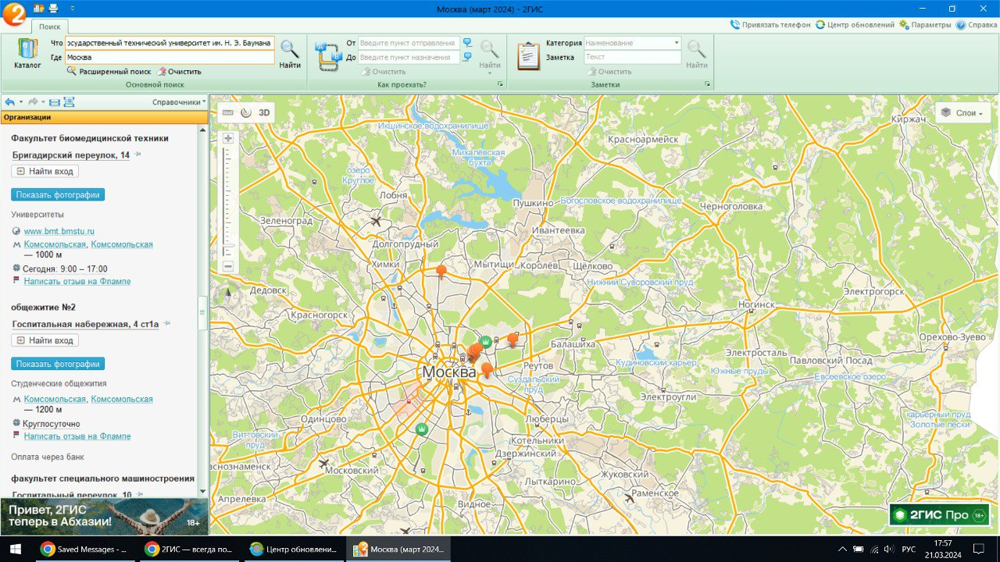 Москва (март 2024) - 2ГИС
Поиск
Привязать телефон
Центр обновлений
Параметры
Справка
Каталог
Что
осударственный технический университет им. Н. Э. Баумана
Где
Москва
Расширенный поиск
Очистить
Найти
Основной поиск
От
Введите пункт отправления
До
Введите пункт назначения
Очистить
Найти
Как проехать?
Категория
Наименование
Заметка
Текст
Очистить
Найти
Заметки
Справочники
Организации
Факультет биомедицинской техники
Бригадирский переулок, 14
Найти вход
Показать фотографии
Университеты
www.bmt.bmstu.ru
Комсомольская, Комсомольская
— 1000 м
Сегодня: 9:00 – 17:00
Написать отзыв на Флампе
общежитие №2
Госпитальная набережная, 4 ст1а
Найти вход
Показать фотографии
Студенческие общежития
Комсомольская, Комсомольская
— 1200 м
Круглосуточно
Написать отзыв на Флампе
Оплата через банк
факультет специального машиностроения
Госпитальный переулок, 10
Привет, 2ГИС
теперь в Абхазии!
18+
3D
Слои
Икшинское водохранилище
Киржач
Красноармейск
Михалёвская
бухта
озеро
Круглое
Лобня
Пушкино
Богословское водохранилище
Черноголовка
Зеленоград
Ивантеевка
Долгопрудный
Химки
Мытищи
Королёв
Щёлково
Нижний Суворовский пруд
Дедовск
Электрогорск
Ногинск
Красногорск
Балашиха
Орехово-Зуево
Электросталь
Павловский Посад
Москва
Реутов
Кудиновский карьер
Южные пруды
Суздальский
пруд
Евсеевское озеро
Электроугли
Одинцово
Люберцы
карьерный пруд
Золотые пески
Виттовский
пруд
Котельники
Дзержинский
Краснознаменск
Московский
Жуковский
Лыткарино
Раменское
Апрелевка
Видное
2ГИС Про
18+
Saved Messages - ...
2ГИС — всегда по...
Центр обновлени...
Москва (март 2024...
РУС
17:57
21.03.2024